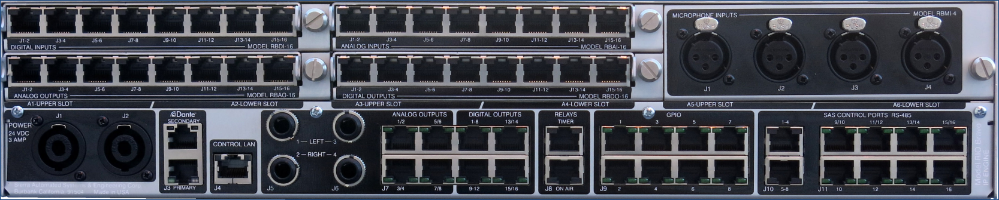 J1-2 J3-4 J5-6 J7-8 J9-10 J11-12 J13-14 J15-16
DIGITAL INPUTS MODEL RBDI-16
J1-2 J3-4 J5-6 J7-8 J9-10 J11-12 J13-14 J15-16
ANALOG INPUTS MODEL RBAI-16
MICROPHONE INPUTS MODEL RBMI-4
PUSH PUSH PUSH PUSH
J1 J2 J3 J4
J1-2 J3-4 J5-6 J7-8 J9-10 J11-12 J13-14 J15-16
ANALOG OUTPUTS MODEL RBAO-16
J1-2 J3-4 J5-6 J7-8 J9-10 J11-12 J13-14 J15-16
DIGITAL OUTPUTS MODEL RBDO-16
A1-UPPER SLOT A2-LOWER SLOT A3-UPPER SLOT A4-LOWER SLOT A5-UPPER SLOT A6-LOWER SLOT
J1 J2
POWER
24 VDC
3 AMP
Sierra Automated Systems & Engineering Corp.
Burbank California, 91504 Made in USA
Dante™
SECONDARY
J3 PRIMARY
CONTROL LAN
J4
1 — LEFT — 3
2 — RIGHT — 4
J5 J6
ANALOG OUTPUTS
1/2 5/6
J7 3/4 7/8
DIGITAL OUTPUTS
1-8 13/14
9-12 15/16
RELAYS
TIMER
J8 ON AIR
GPIO
1 3 5 7
J9 2 4 6 8
SAS CONTROL PORTS RS-485
1-4 9/10 11/12 13/14 15/16
J10 5-8 J11 10 12 14 16
Model RIO Bravo
IP ENGINE